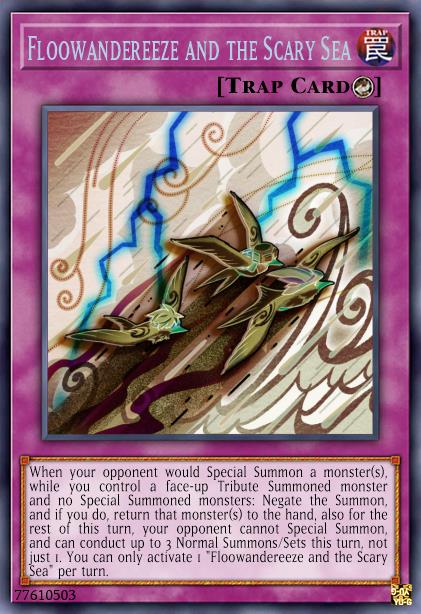 Floowandereeze and the Scary Sea
TRAP
罠
[Trap Card]
When your opponent would Special Summon a monster(s),
while you control a face-up Tribute Summoned monster
and no Special Summoned monsters: Negate the Summon,
and if you do, return that monster(s) to the hand, also for the
rest of this turn, your opponent cannot Special Summon,
and can conduct up to 3 Normal Summons/Sets this turn, not
just 1. You can only activate 1 "Floowandereeze and the Scary
Sea" per turn.
77610503